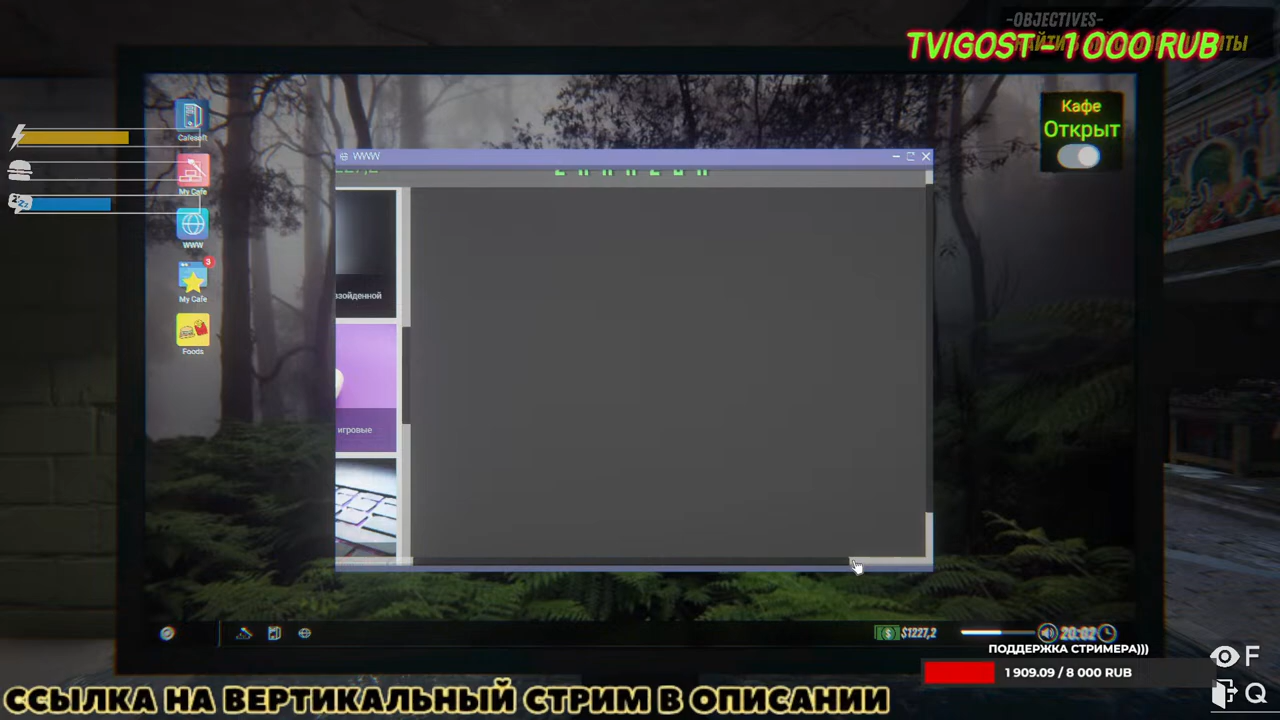 -OBJECTIVES-
TVIGOST - 1 000 RUB
Кафе
Открыт
Cafesoft
My Cafe
WWW
3
My Cafe
Foods
WWW
игровые
$1227,2
20:02
ПОДДЕРЖКА СТРИМЕРА)))
1 909.09 / 8 000 RUB
F
Q
ССЫЛКА НА ВЕРТИКАЛЬНЫЙ СТРИМ В ОПИСАНИИ